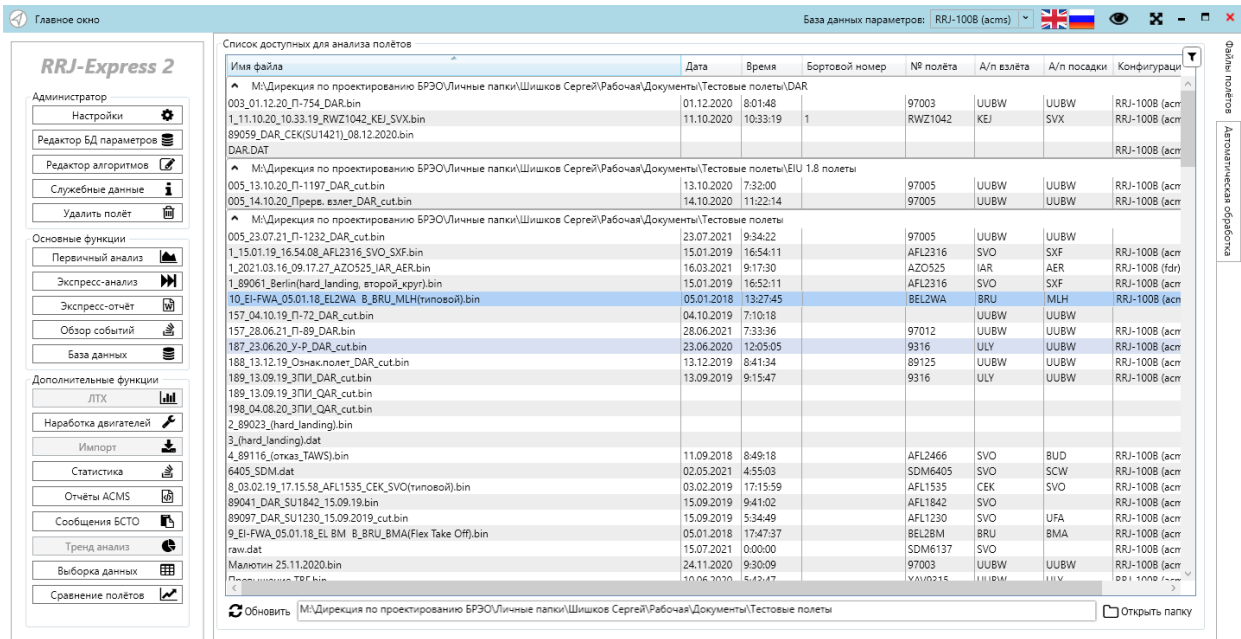 Главное окно
База данных параметров: RRJ-100B (acms)
RRJ-Express 2
Администратор
Настройки
Редактор БД параметров
Редактор алгоритмов
Служебные данные
Удалить полёт
Основные функции
Первичный анализ
Экспресс-анализ
Экспресс-отчёт
Обзор событий
База данных
Дополнительные функции
ЛТХ
Наработка двигателей
Импорт
Статистика
Отчёты ACMS
Сообщения БСТО
Тренд анализ
Выборка данных
Сравнение полётов
Список доступных для анализа полётов
Имя файла Дата Время Бортовой номер № полёта А/п взлёта А/п посадки Конфигураци
М:\Дирекция по проектированию БРЭО\Личные папки\Шишков Сергей\Рабочая\Документы\Тестовые полеты\DAR
003_01.12.20_П-754_DAR.bin 01.12.2020 8:01:48 97003 UUBW UUBW RRJ-100B (acm
1_11.10.20_10.33.19_RWZ1042_KEJ_SVX.bin 11.10.2020 10:33:19 1 RWZ1042 KEJ SVX RRJ-100B (acm
89059_DAR_CEK(SU1421)_08.12.2020.bin
DAR.DAT RRJ-100B (acm
М:\Дирекция по проектированию БРЭО\Личные папки\Шишков Сергей\Рабочая\Документы\Тестовые полеты\EIU 1.8 полеты
005_13.10.20_П-1197_DAR_cut.bin 13.10.2020 7:32:00 97005 UUBW UUBW RRJ-100B (acm
005_14.10.20_Прерв. взлет_DAR_cut.bin 14.10.2020 11:22:14 97005 UUBW UUBW RRJ-100B (acm
М:\Дирекция по проектированию БРЭО\Личные папки\Шишков Сергей\Рабочая\Документы\Тестовые полеты
005_23.07.21_П-1232_DAR_cut.bin 23.07.2021 9:34:22 97005 UUBW UUBW
1_15.01.19_16.54.08_AFL2316_SVO_SXF.bin 15.01.2019 16:54:11 AFL2316 SVO SXF RRJ-100B (acm
1_2021.03.16_09.17.27_AZO525_IAR_AER.bin 16.03.2021 9:17:30 AZO525 IAR AER RRJ-100B (fdr)
1_89061_Berlin(hard_landing, второй_круг).bin 15.01.2019 16:52:11 AFL2316 SVO SXF RRJ-100B (acm
10_EI-FWA_05.01.18_EL2WA B_BRU_MLH(типовой).bin 05.01.2018 13:27:45 BEL2WA BRU MLH RRJ-100B (acm
157_04.10.19_П-72_DAR_cut.bin 04.10.2019 7:10:18 UUBW UUBW
157_28.06.21_П-89_DAR.bin 28.06.2021 7:33:36 97012 UUBW UUBW RRJ-100B (acm
187_23.06.20_У-Р_DAR_cut.bin 23.06.2020 12:05:05 9316 ULY UUBW RRJ-100B (acm
188_13.12.19_Ознак.полет_DAR_cut.bin 13.12.2019 8:41:34 89125 UUBW UUBW RRJ-100B (acm
189_13.09.19_ЗПИ_DAR_cut.bin 13.09.2019 9:15:47 9316 ULY UUBW RRJ-100B (acm
189_13.09.19_ЗПИ_QAR_cut.bin
198_04.08.20_ЗПИ_QAR_cut.bin
2_89023_(hard_landing).bin
3_(hard_landing).dat
4_89116_(отказ_TAWS).bin 11.09.2018 8:49:18 AFL2466 SVO BUD RRJ-100B (acm
6405_SDM.dat 02.05.2021 4:55:03 SDM6405 SVO SCW RRJ-100B (acm
8_03.02.19_17.15.58_AFL1535_CEK_SVO(типовой).bin 03.02.2019 17:15:59 AFL1535 CEK SVO RRJ-100B (acm
89041_DAR_SU1842_15.09.19.bin 15.09.2019 9:41:02 AFL1842 SVO RRJ-100B (acm
89097_DAR_SU1230_15.09.2019_cut.bin 15.09.2019 5:34:49 AFL1230 SVO UFA RRJ-100B (acm
9_EI-FWA_05.01.18_EL BM B_BRU_BMA(Flex Take Off).bin 05.01.2018 17:47:37 BEL2BM BRU BMA RRJ-100B (acm
raw.dat 15.07.2021 0:00:00 SDM6137 SVO RRJ-100B (acm
Малютин 25.11.2020.bin 24.11.2020 9:30:09 97003 UUBW UUBW RRJ-100B (acm
Превышение ТВГ.bin 10.06.2020 5:43:47 UUBW ULY RRJ-100B (acm
Обновить М:\Дирекция по проектированию БРЭО\Личные папки\Шишков Сергей\Рабочая\Документы\Тестовые полеты Открыть папку
Файлы полётов
Автоматическая обработка